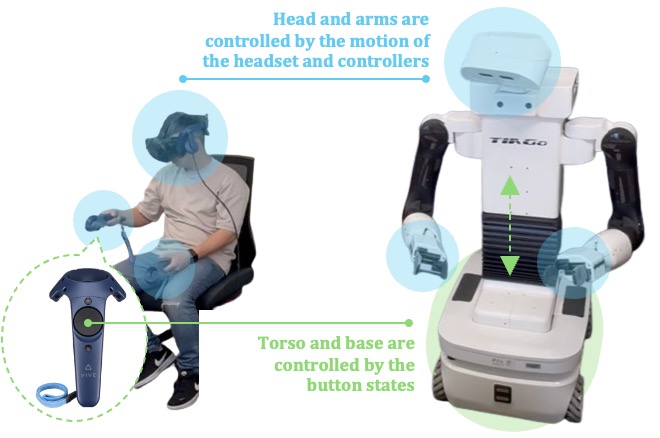 Head and arms are
controlled by the motion of
the headset and controllers
TIAGo
VIVE
Torso and base are
controlled by the
button states